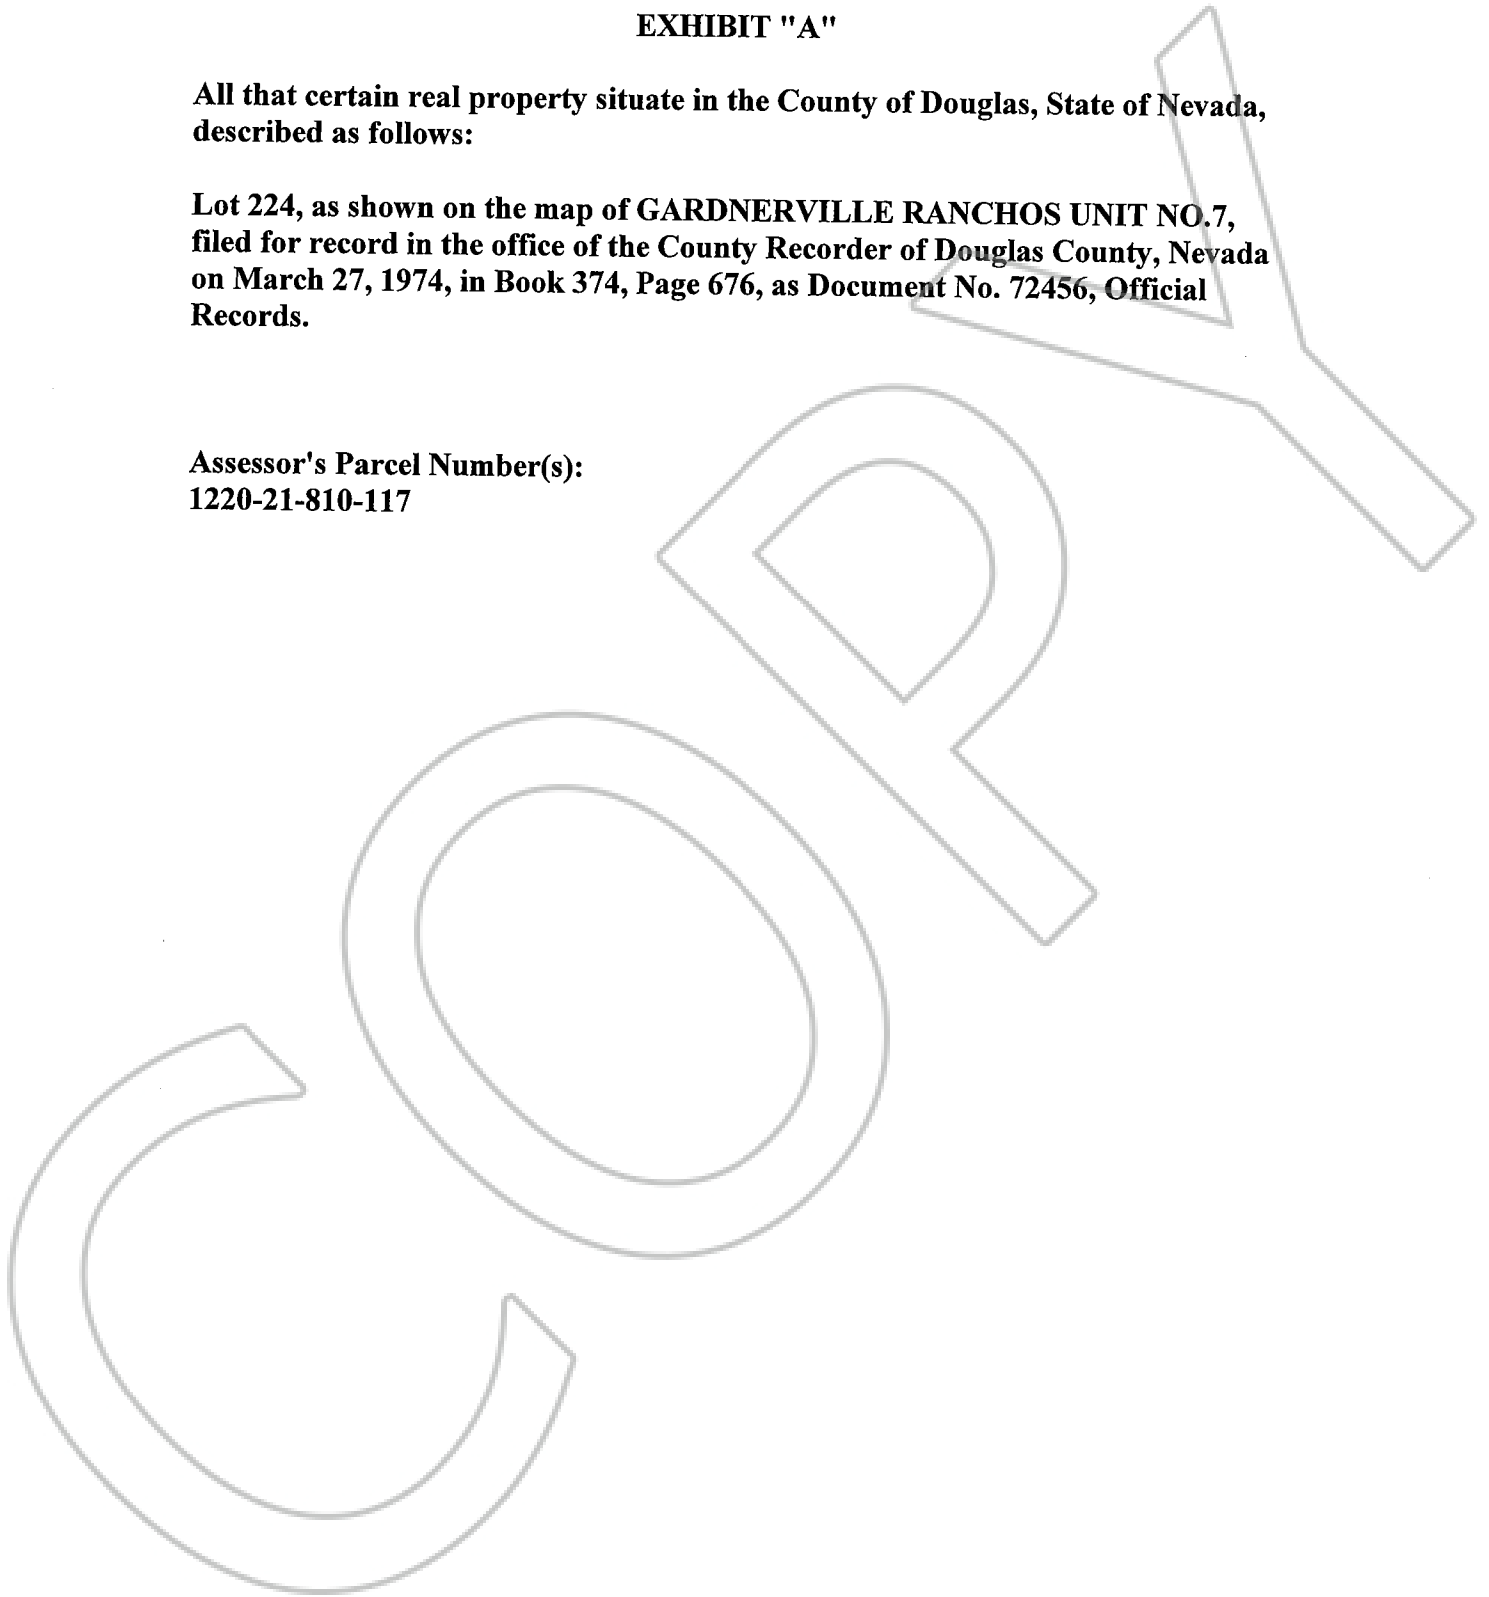 EXHIBIT "A"
All that certain real property situate in the County of Douglas, State of Nevada,
described as follows:
Lot 224, as shown on the map of GARDNERVILLE RANCHOS UNIT NO.7,
filed for record in the office of the County Recorder of Douglas County, Nevada
on March 27, 1974, in Book 374, Page 676, as Document No. 72456, Official
Records.
Assessor's Parcel Number(s):
1220-21-810-117
COPY